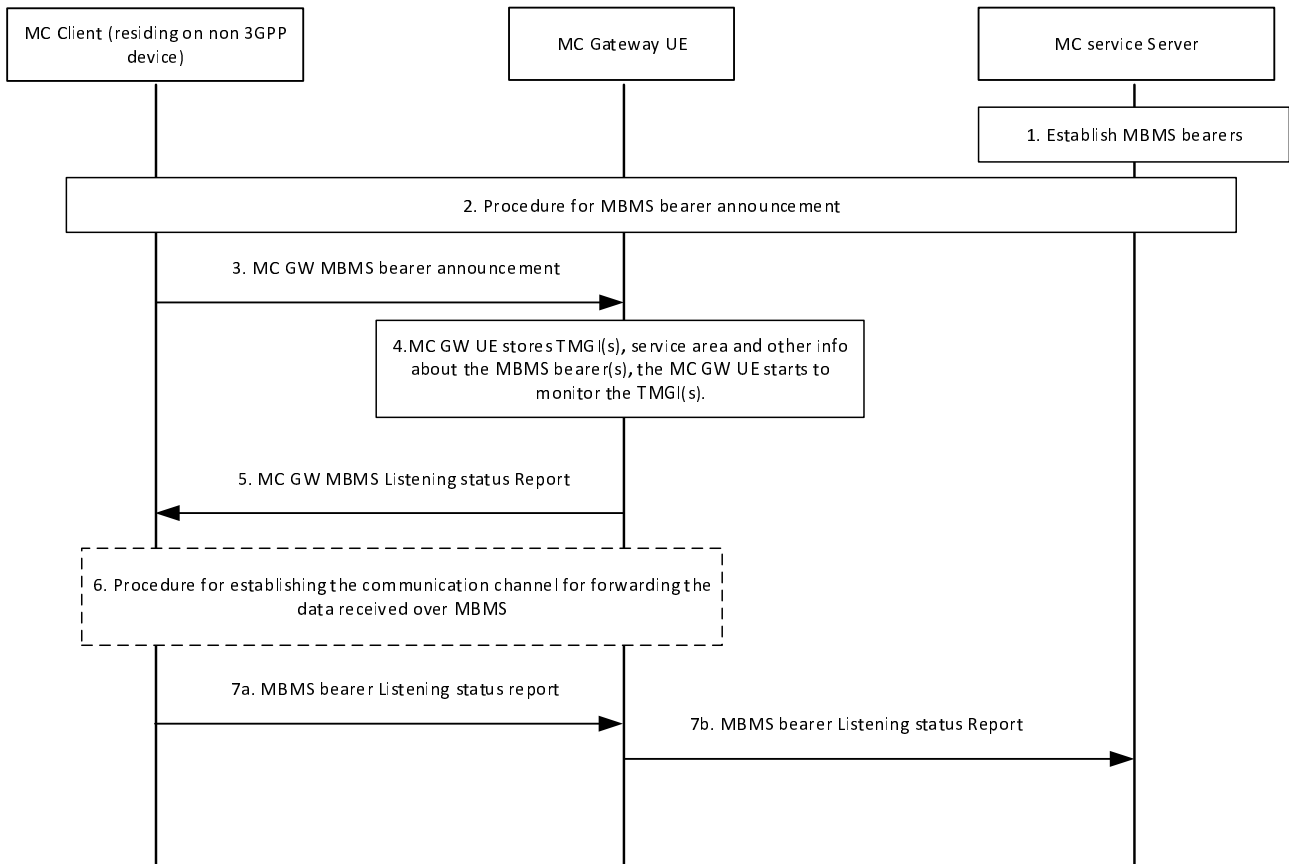 MC Client (residing on non 3GPP
device)
MC Gateway UE
MC service Server
1. Establish MBMS bearers
2. Procedure for MBMS bearer announcement
3. MC GW MBMS bearer announcement
4.MC GW UE stores TMGI(s), service area and other info
about the MBMS bearer(s), the MC GW UE starts to
monitor the TMGI(s).
5. MC GW MBMS Listening status Report
6. Procedure for establishing the communication channel for forwarding the
data received over MBMS
7a. MBMS bearer Listening status report
7b. MBMS bearer Listening status Report